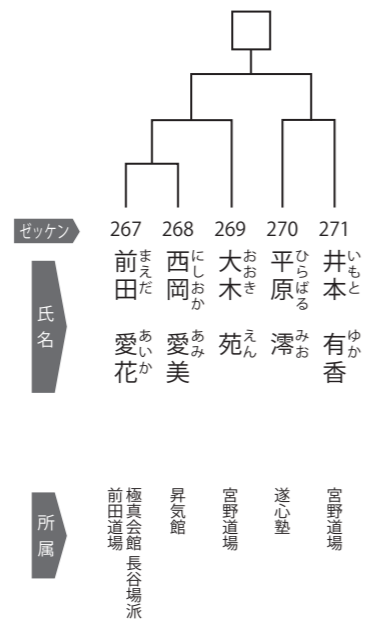 ゼッケン
267 268 269 270 271
氏名
前田 愛花
まえだ あいか
西岡 愛美
にしおか あみ
大木 苑
おおき えん
平原 澪
ひらばる みお
井本 有香
いもと ゆか
所属
極真会館 長谷場派
前田道場
昇気館
宮野道場
遂心塾
宮野道場